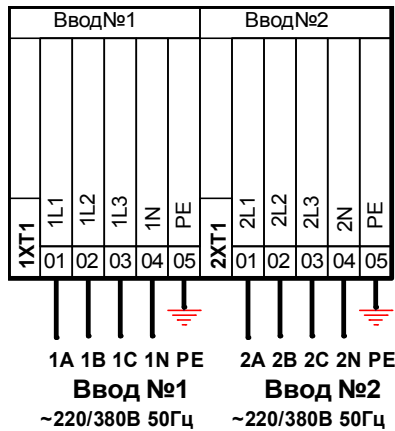 Ввод№1 Ввод№2
1XT1 1L1 1L2 1L3 1N PE 2XT1 2L1 2L2 2L3 2N PE
01 02 03 04 05 01 02 03 04 05
1A 1B 1C 1N PE 2A 2B 2C 2N PE
Ввод №1 Ввод №2
~220/380В 50Гц ~220/380В 50Гц